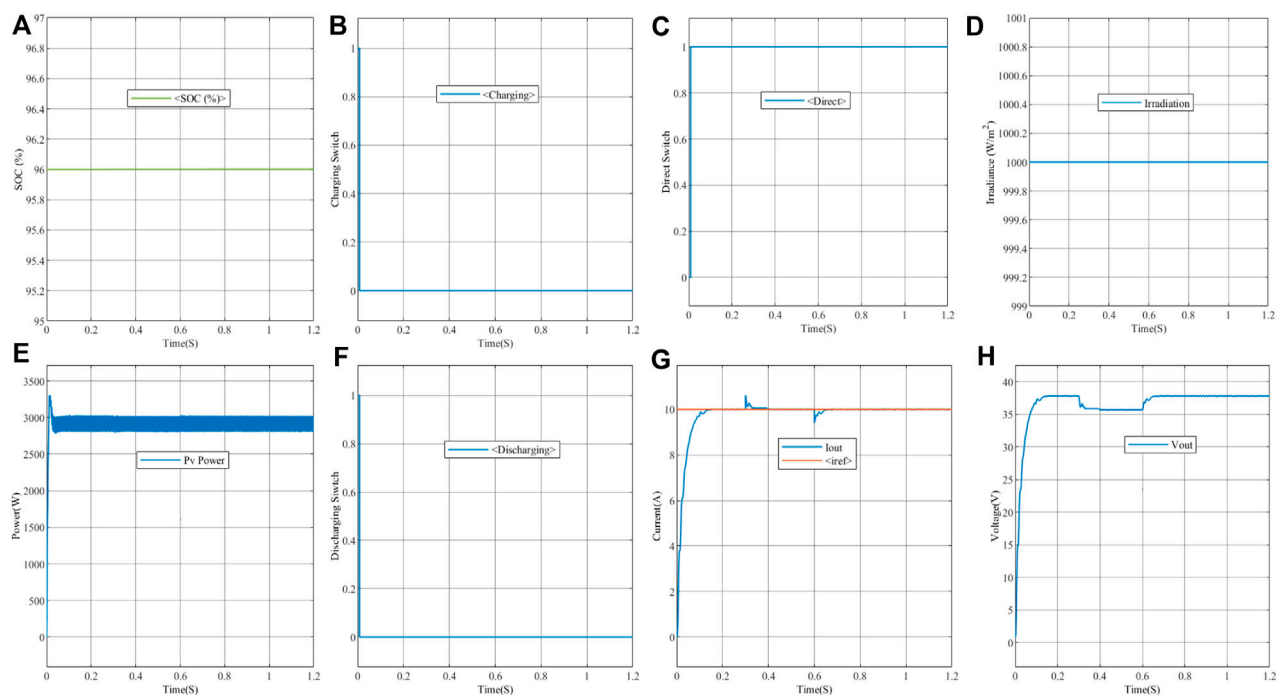 A
97
96.8
96.6
96.4
96.2
96
95.8
95.6
95.4
95.2
95
SOC (%)
<SOC (%)>
0 0.2 0.4 0.6 0.8 1 1.2
Time(S)
B
1
0.8
0.6
0.4
0.2
0
Charging Switch
<Charging>
0 0.2 0.4 0.6 0.8 1 1.2
Time(S)
C
1
0.8
0.6
0.4
0.2
0
Direct Switch
<Direct>
0 0.2 0.4 0.6 0.8 1 1.2
Time(S)
D
1001
1000.8
1000.6
1000.4
1000.2
1000
999.8
999.6
999.4
999.2
999
Irradiance (W/m²)
Irradiation
0 0.2 0.4 0.6 0.8 1 1.2
Time(S)
E
3500
3000
2500
2000
1500
1000
500
0
Power(W)
Pv Power
0 0.2 0.4 0.6 0.8 1 1.2
Time(S)
F
1
0.8
0.6
0.4
0.2
0
Discharging Siwtch
<Discharging>
0 0.2 0.4 0.6 0.8 1 1.2
Time(S)
G
12
10
8
6
4
2
0
Current(A)
Iout
<iref>
0 0.2 0.4 0.6 0.8 1 1.2
Time(S)
H
40
35
30
25
20
15
10
5
0
Voltage(V)
Vout
0 0.2 0.4 0.6 0.8 1 1.2
Time(S)